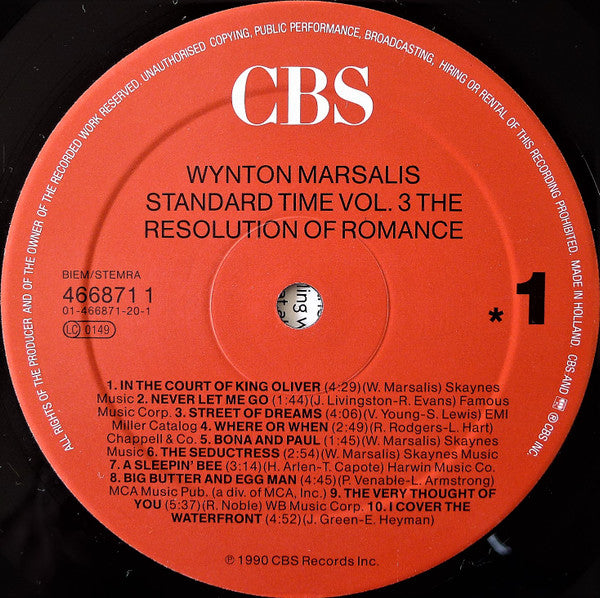 ALL RIGHTS OF THE PRODUCER AND OF THE OWNER OF THE RECORDED WORK RESERVED. UNAUTHORISED COPYING, PUBLIC PERFORMANCE, BROADCASTING, HIRING OR RENTAL OF THIS RECORDING PROHIBITED. MADE IN HOLLAND. CBS AND ® CBS INC.
CBS
WYNTON MARSALIS
STANDARD TIME VOL. 3 THE
RESOLUTION OF ROMANCE
BIEM/STEMRA
466871 1
01-466871-20-1
LC 0149
* 1
1. IN THE COURT OF KING OLIVER (4:29)(W. Marsalis) Skaynes
Music 2. NEVER LET ME GO (1:44)(J. Livingston-R. Evans) Famous
Music Corp. 3. STREET OF DREAMS (4:06)(V. Young-S. Lewis) EMI
Miller Catalog 4. WHERE OR WHEN (2:49)(R. Rodgers-L. Hart)
Chappell & Co. 5. BONA AND PAUL (1:45)(W. Marsalis) Skaynes
Music 6. THE SEDUCTRESS (2:54)(W. Marsalis) Skaynes Music
7. A SLEEPIN' BEE (3:14)(H. Arlen-T. Capote) Harwin Music Co.
8. BIG BUTTER AND EGG MAN (4:45)(P. Venable-L. Armstrong)
MCA Music Pub. (a div. of MCA, Inc.) 9. THE VERY THOUGHT OF
YOU (5:37)(R. Noble) WB Music Corp. 10. I COVER THE
WATERFRONT (4:52)(J. Green-E. Heyman)
℗ 1990 CBS Records Inc.